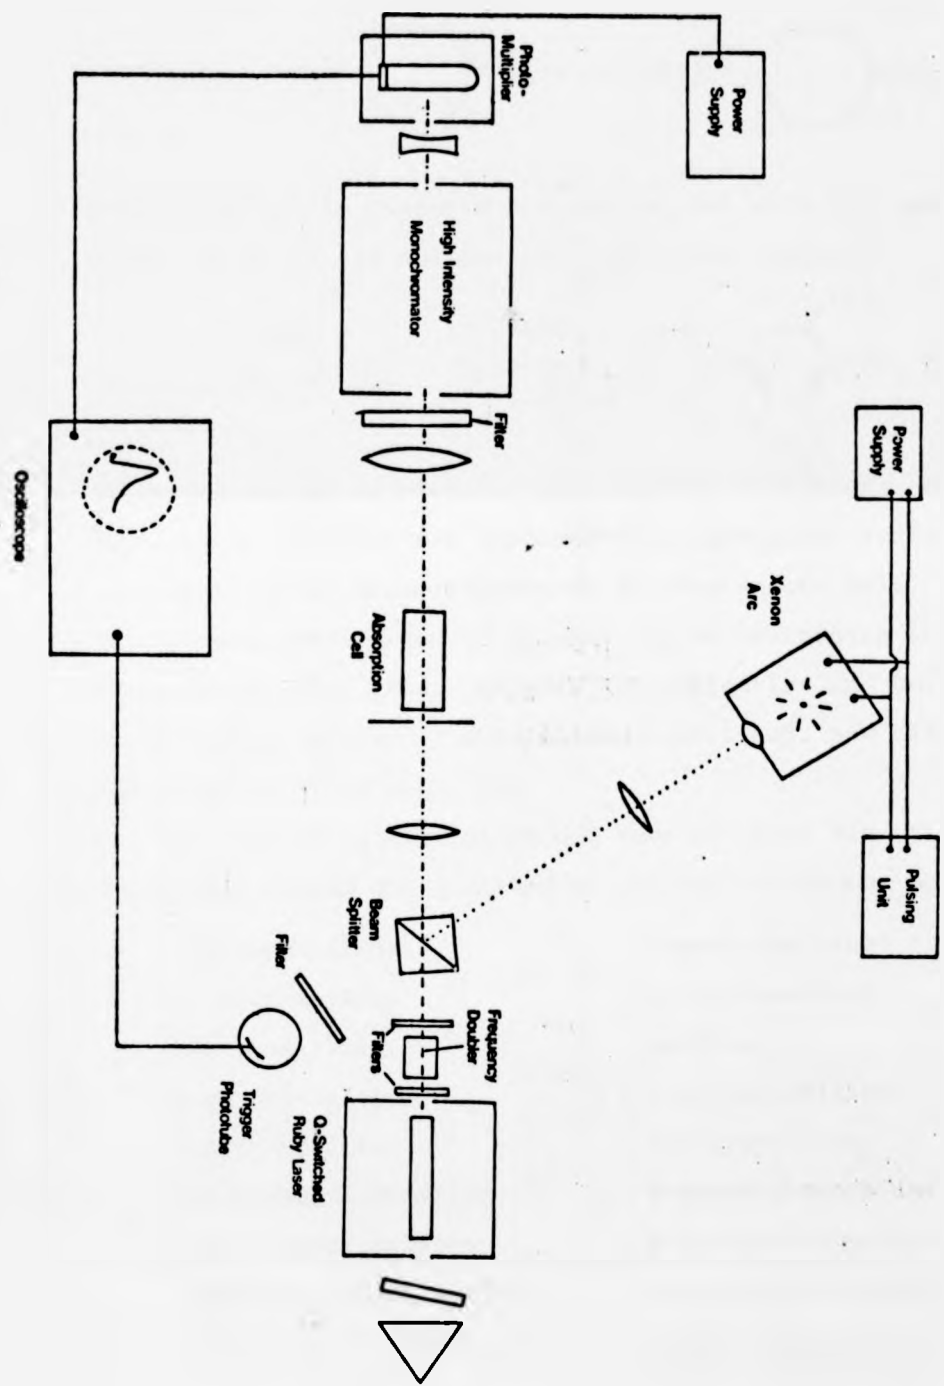 Photo-
Multiplier
Power
Supply
High Intensity
Monochromator
Filter
Oscilloscope
Power
Supply
Xenon
Arc
Absorption
Cell
Pulsing
Unit
Beam
Splitter
Filter
Frequency
Doubler
Filters
Trigger
Phototube
Q-Switched
Ruby Laser